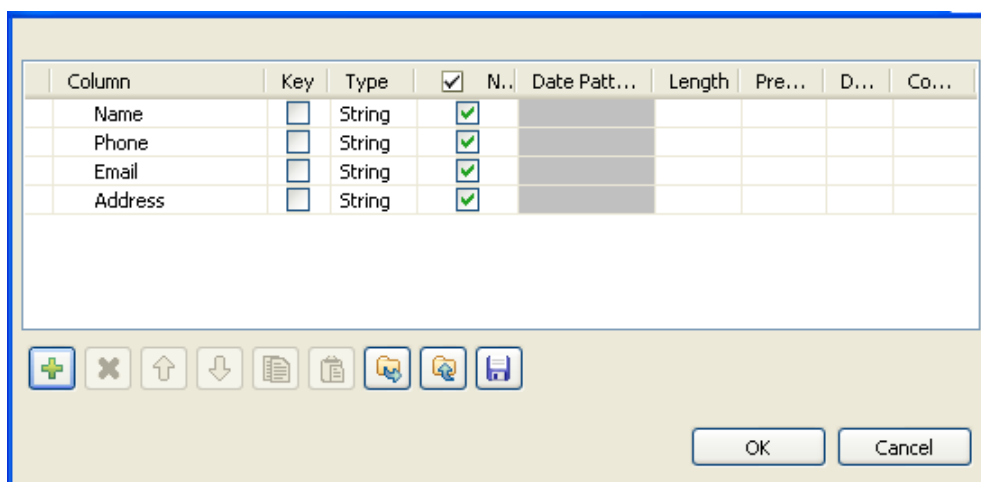 Column Key Type N.. Date Patt... Length Pre... D... Co...
Name String
Phone String
Email String
Address String
OK Cancel